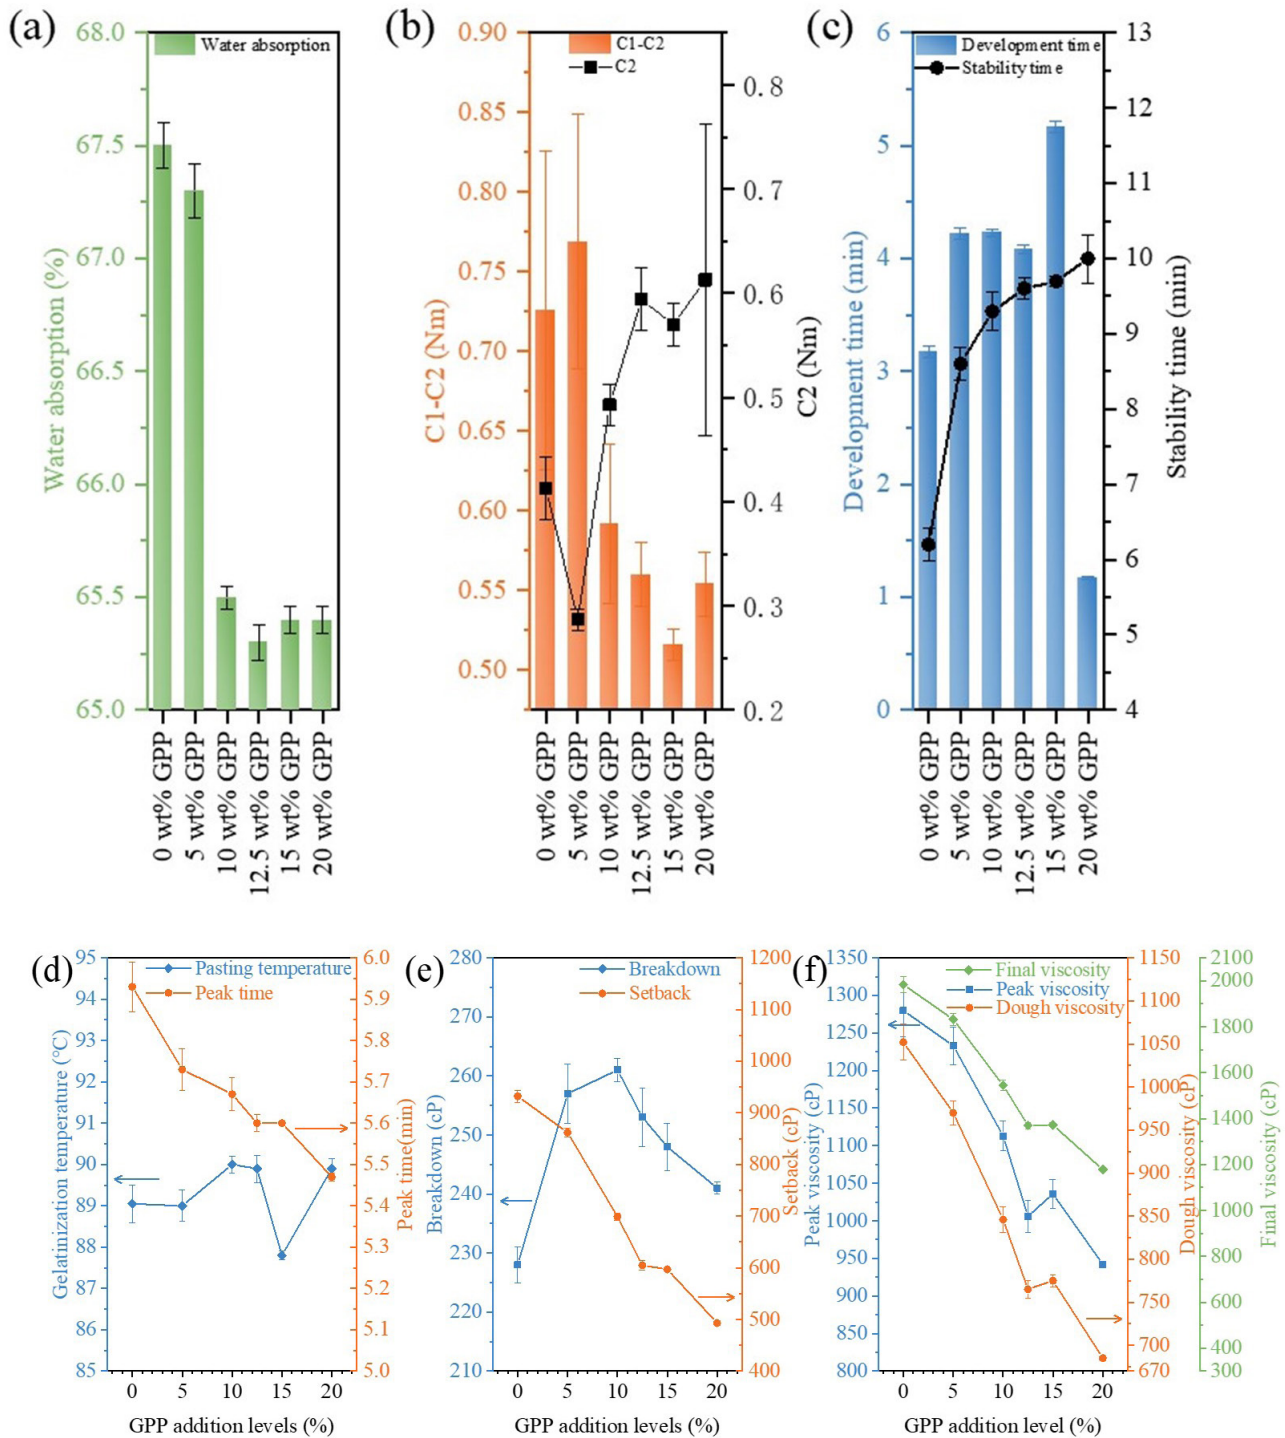 (a)
68.0
67.5
67.0
66.5
66.0
65.5
65.0
Water absorption (%)
Water absorption
0 wt% GPP
5 wt% GPP
10 wt% GPP
12.5 wt% GPP
15 wt% GPP
20 wt% GPP
(b)
0.90
0.85
0.80
0.75
0.70
0.65
0.60
0.55
0.50
C1-C2 (Nm)
C1-C2
C2
0.8
0.7
0.6
0.5
0.4
0.3
0.2
C2 (Nm)
0 wt% GPP
5 wt% GPP
10 wt% GPP
12.5 wt% GPP
15 wt% GPP
20 wt% GPP
(c)
6
5
4
3
2
1
0
Development time (min)
Development time
Stability time
13
12
11
10
9
8
7
6
5
4
Stability time (min)
0 wt% GPP
5 wt% GPP
10 wt% GPP
12.5 wt% GPP
15 wt% GPP
20 wt% GPP
(d)
95
94
93
92
91
90
89
88
87
86
85
Gelatinization temperature (°C)
Pasting temperature
Peak time
6.0
5.9
5.8
5.7
5.6
5.5
5.4
5.3
5.2
5.1
5.0
Peak time(min)
0 5 10 15 20
GPP addition levels (%)
(e)
280
270
260
250
240
230
220
210
Breakdown (cP)
Breakdown
Setback
1200
1100
1000
900
800
700
600
500
400
Setback (cP)
0 5 10 15 20
GPP addition levels (%)
(f)
1350
1300
1250
1200
1150
1100
1050
1000
950
900
850
800
Peak viscosity (cP)
Final viscosity
Peak viscosity
Dough viscosity
1150
1100
1050
1000
950
900
850
800
750
700
670
Dough viscosity (cP)
2100
2000
1800
1600
1400
1200
1000
800
600
400
300
Final viscosity (cP)
0 5 10 15 20
GPP addition level (%)